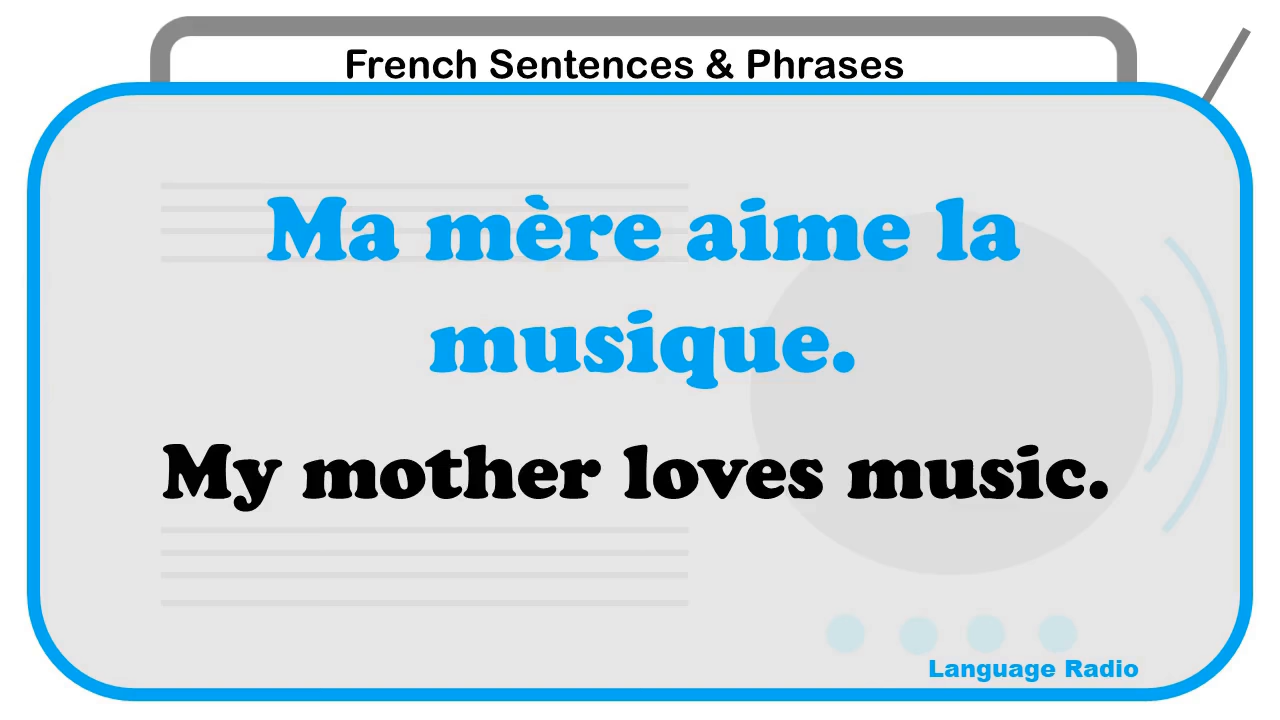 French Sentences & Phrases
Ma mère aime la
musique.
My mother loves music.
Language Radio